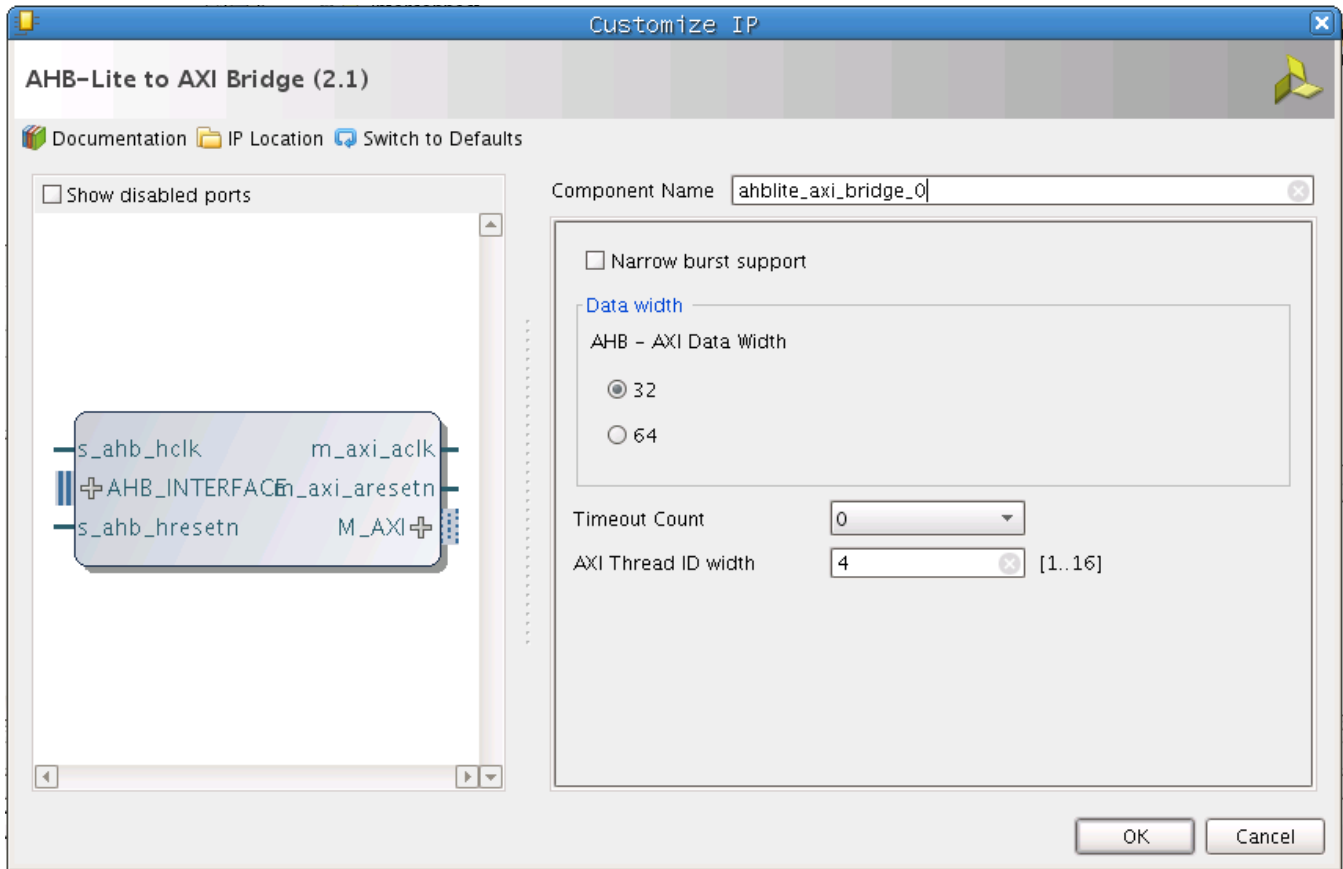 Customize IP
AHB-Lite to AXI Bridge (2.1)
Documentation IP Location Switch to Defaults
Show disabled ports
s_ahb_hclk m_axi_aclk
AHB_INTERFACE m_axi_aresetn
s_ahb_hresetn M_AXI
Component Name ahblite_axi_bridge_0
Narrow burst support
Data width
AHB - AXI Data Width
32
64
Timeout Count 0
AXI Thread ID width 4 [1..16]
OK Cancel